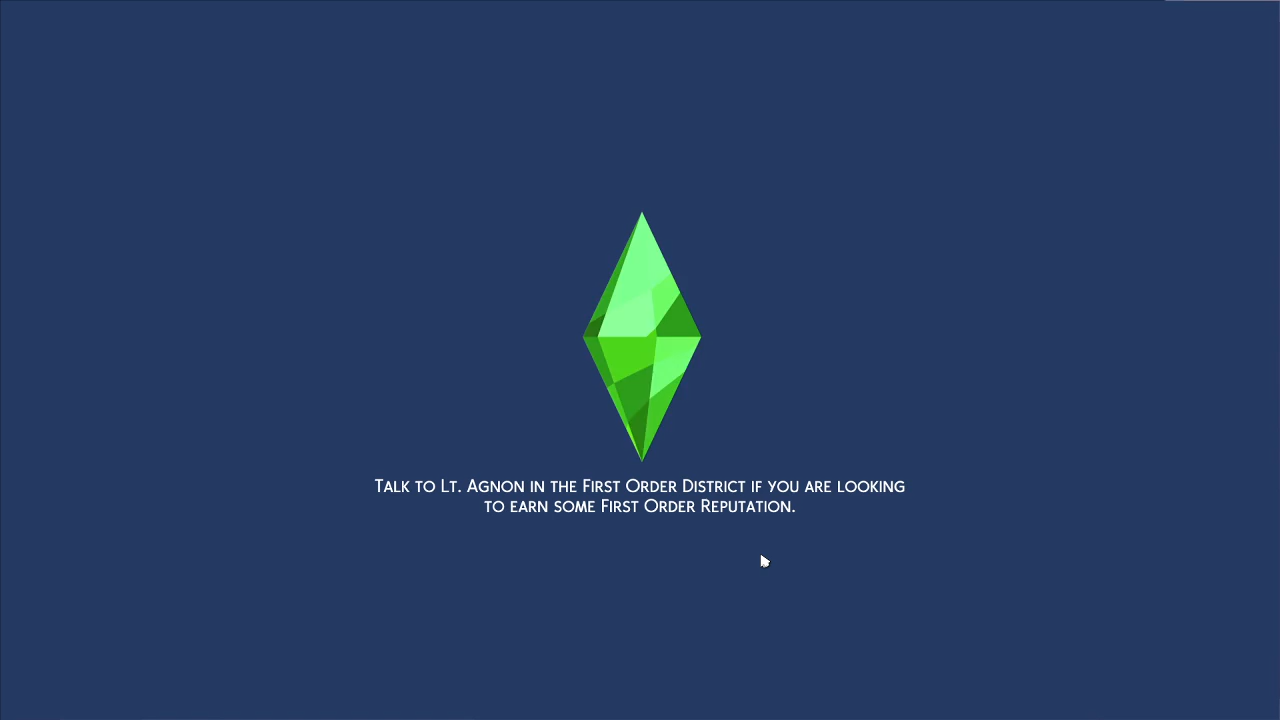 Talk to Lt. Agnon in the First Order District if you are looking
to earn some First Order Reputation.